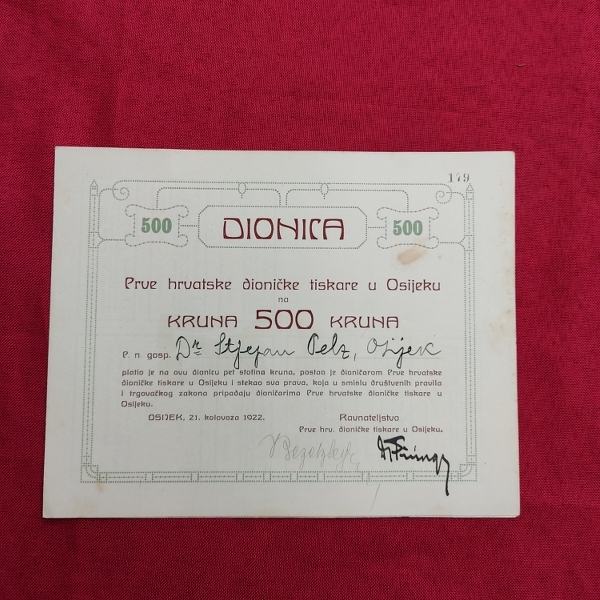 179
500 DIONICA 500
Prve hrvatske dioničke tiskare u Osijeku
na
KRUNA 500 KRUNA
P. n. gosp. Dr. Stjepan Pelz, Osijek
platio je na ovu dionicu pet stotina kruna, postao je dioničarom Prve hrvatske
dioničke tiskare u Osijeku i stekao sva prava, koja u smislu društvenih pravila
i trgovačkog zakona pripadaju dioničarima Prve hrvatske dioničke tiskare u
Osijeku.
OSIJEK, 21. kolovoza 1922. Ravnateljstvo
Prve hrv. dioničke tiskare u Osijeku.